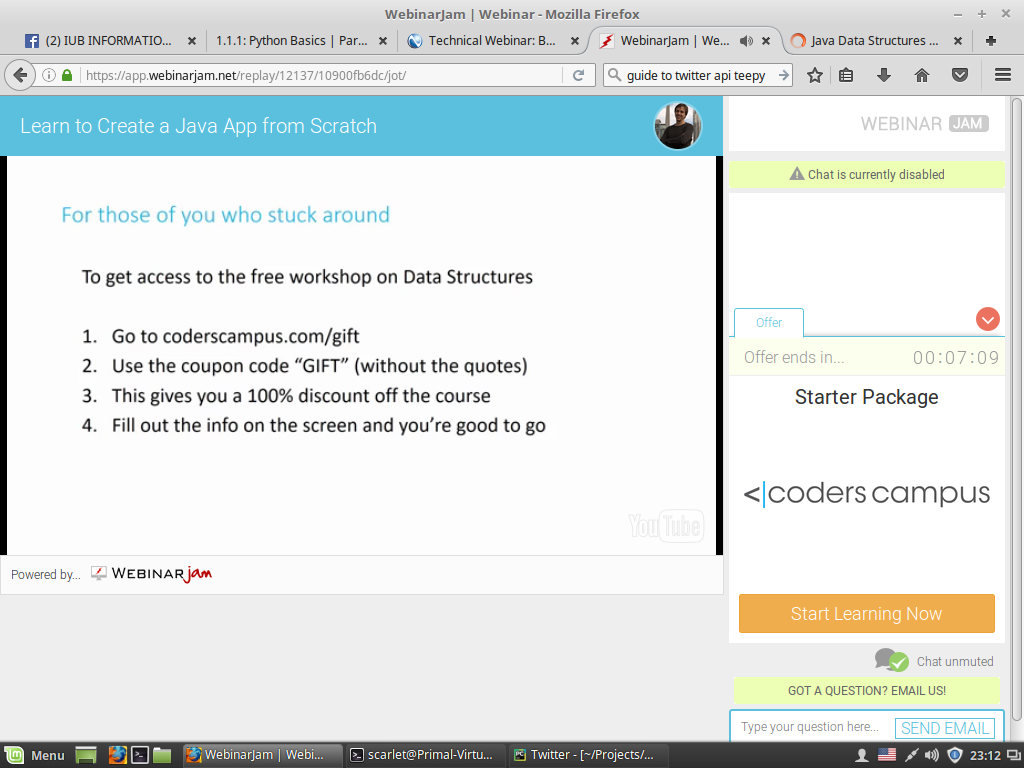 WebinarJam | Webinar - Mozilla Firefox
(2) IUB INFORMATIO...
1.1.1: Python Basics | Par...
Technical Webinar: B...
WebinarJam | We...
Java Data Structures ...
https://app.webinarjam.net/replay/12137/10900fb6dc/jot/
guide to twitter api teepy
Learn to Create a Java App from Scratch
For those of you who stuck around
To get access to the free workshop on Data Structures
1. Go to coderscampus.com/gift
2. Use the coupon code “GIFT” (without the quotes)
3. This gives you a 100% discount off the course
4. Fill out the info on the screen and you’re good to go
YouTube
Powered by... WEBINARjam
WEBINAR JAM
Chat is currently disabled
Offer
Offer ends in... 00:07:09
Starter Package
<|coders campus
Start Learning Now
Chat unmuted
GOT A QUESTION? EMAIL US!
Type your question here... SEND EMAIL
Menu
WebinarJam | Webi...
scarlet@Primal-Virtu...
Twitter - [~/Projects/...
23:12